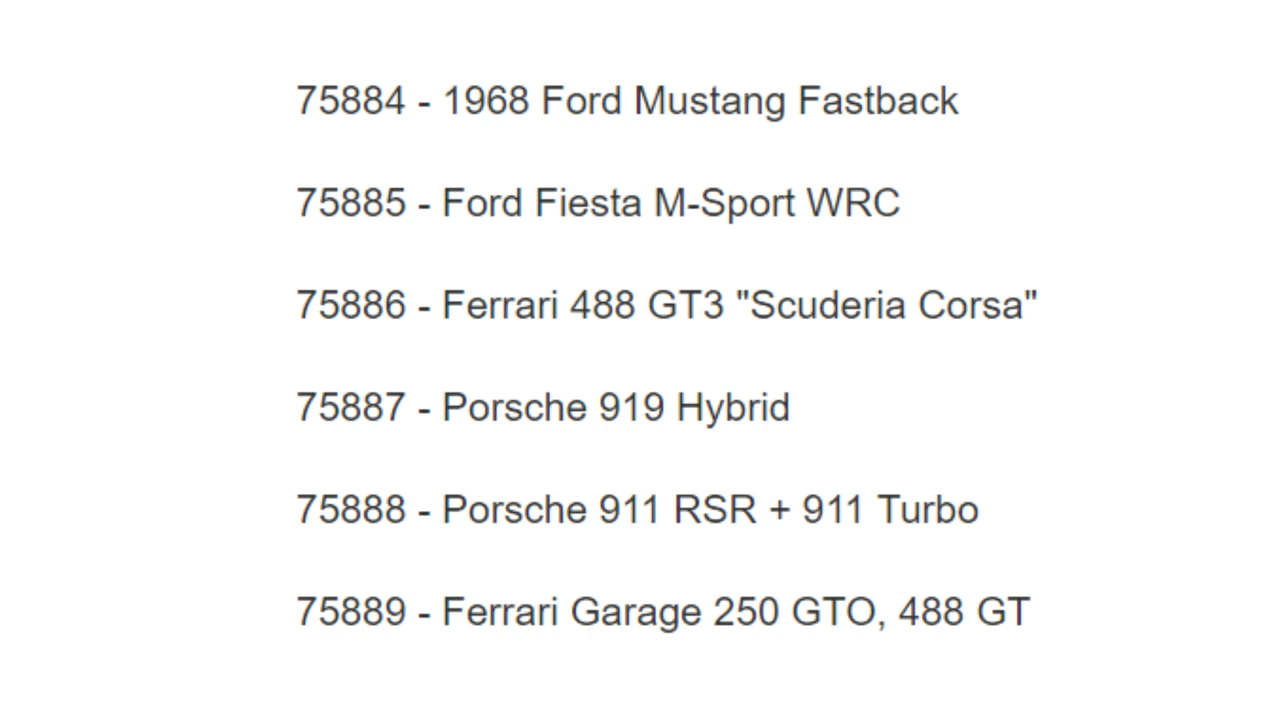 75884 - 1968 Ford Mustang Fastback
75885 - Ford Fiesta M-Sport WRC
75886 - Ferrari 488 GT3 "Scuderia Corsa"
75887 - Porsche 919 Hybrid
75888 - Porsche 911 RSR + 911 Turbo
75889 - Ferrari Garage 250 GTO, 488 GT